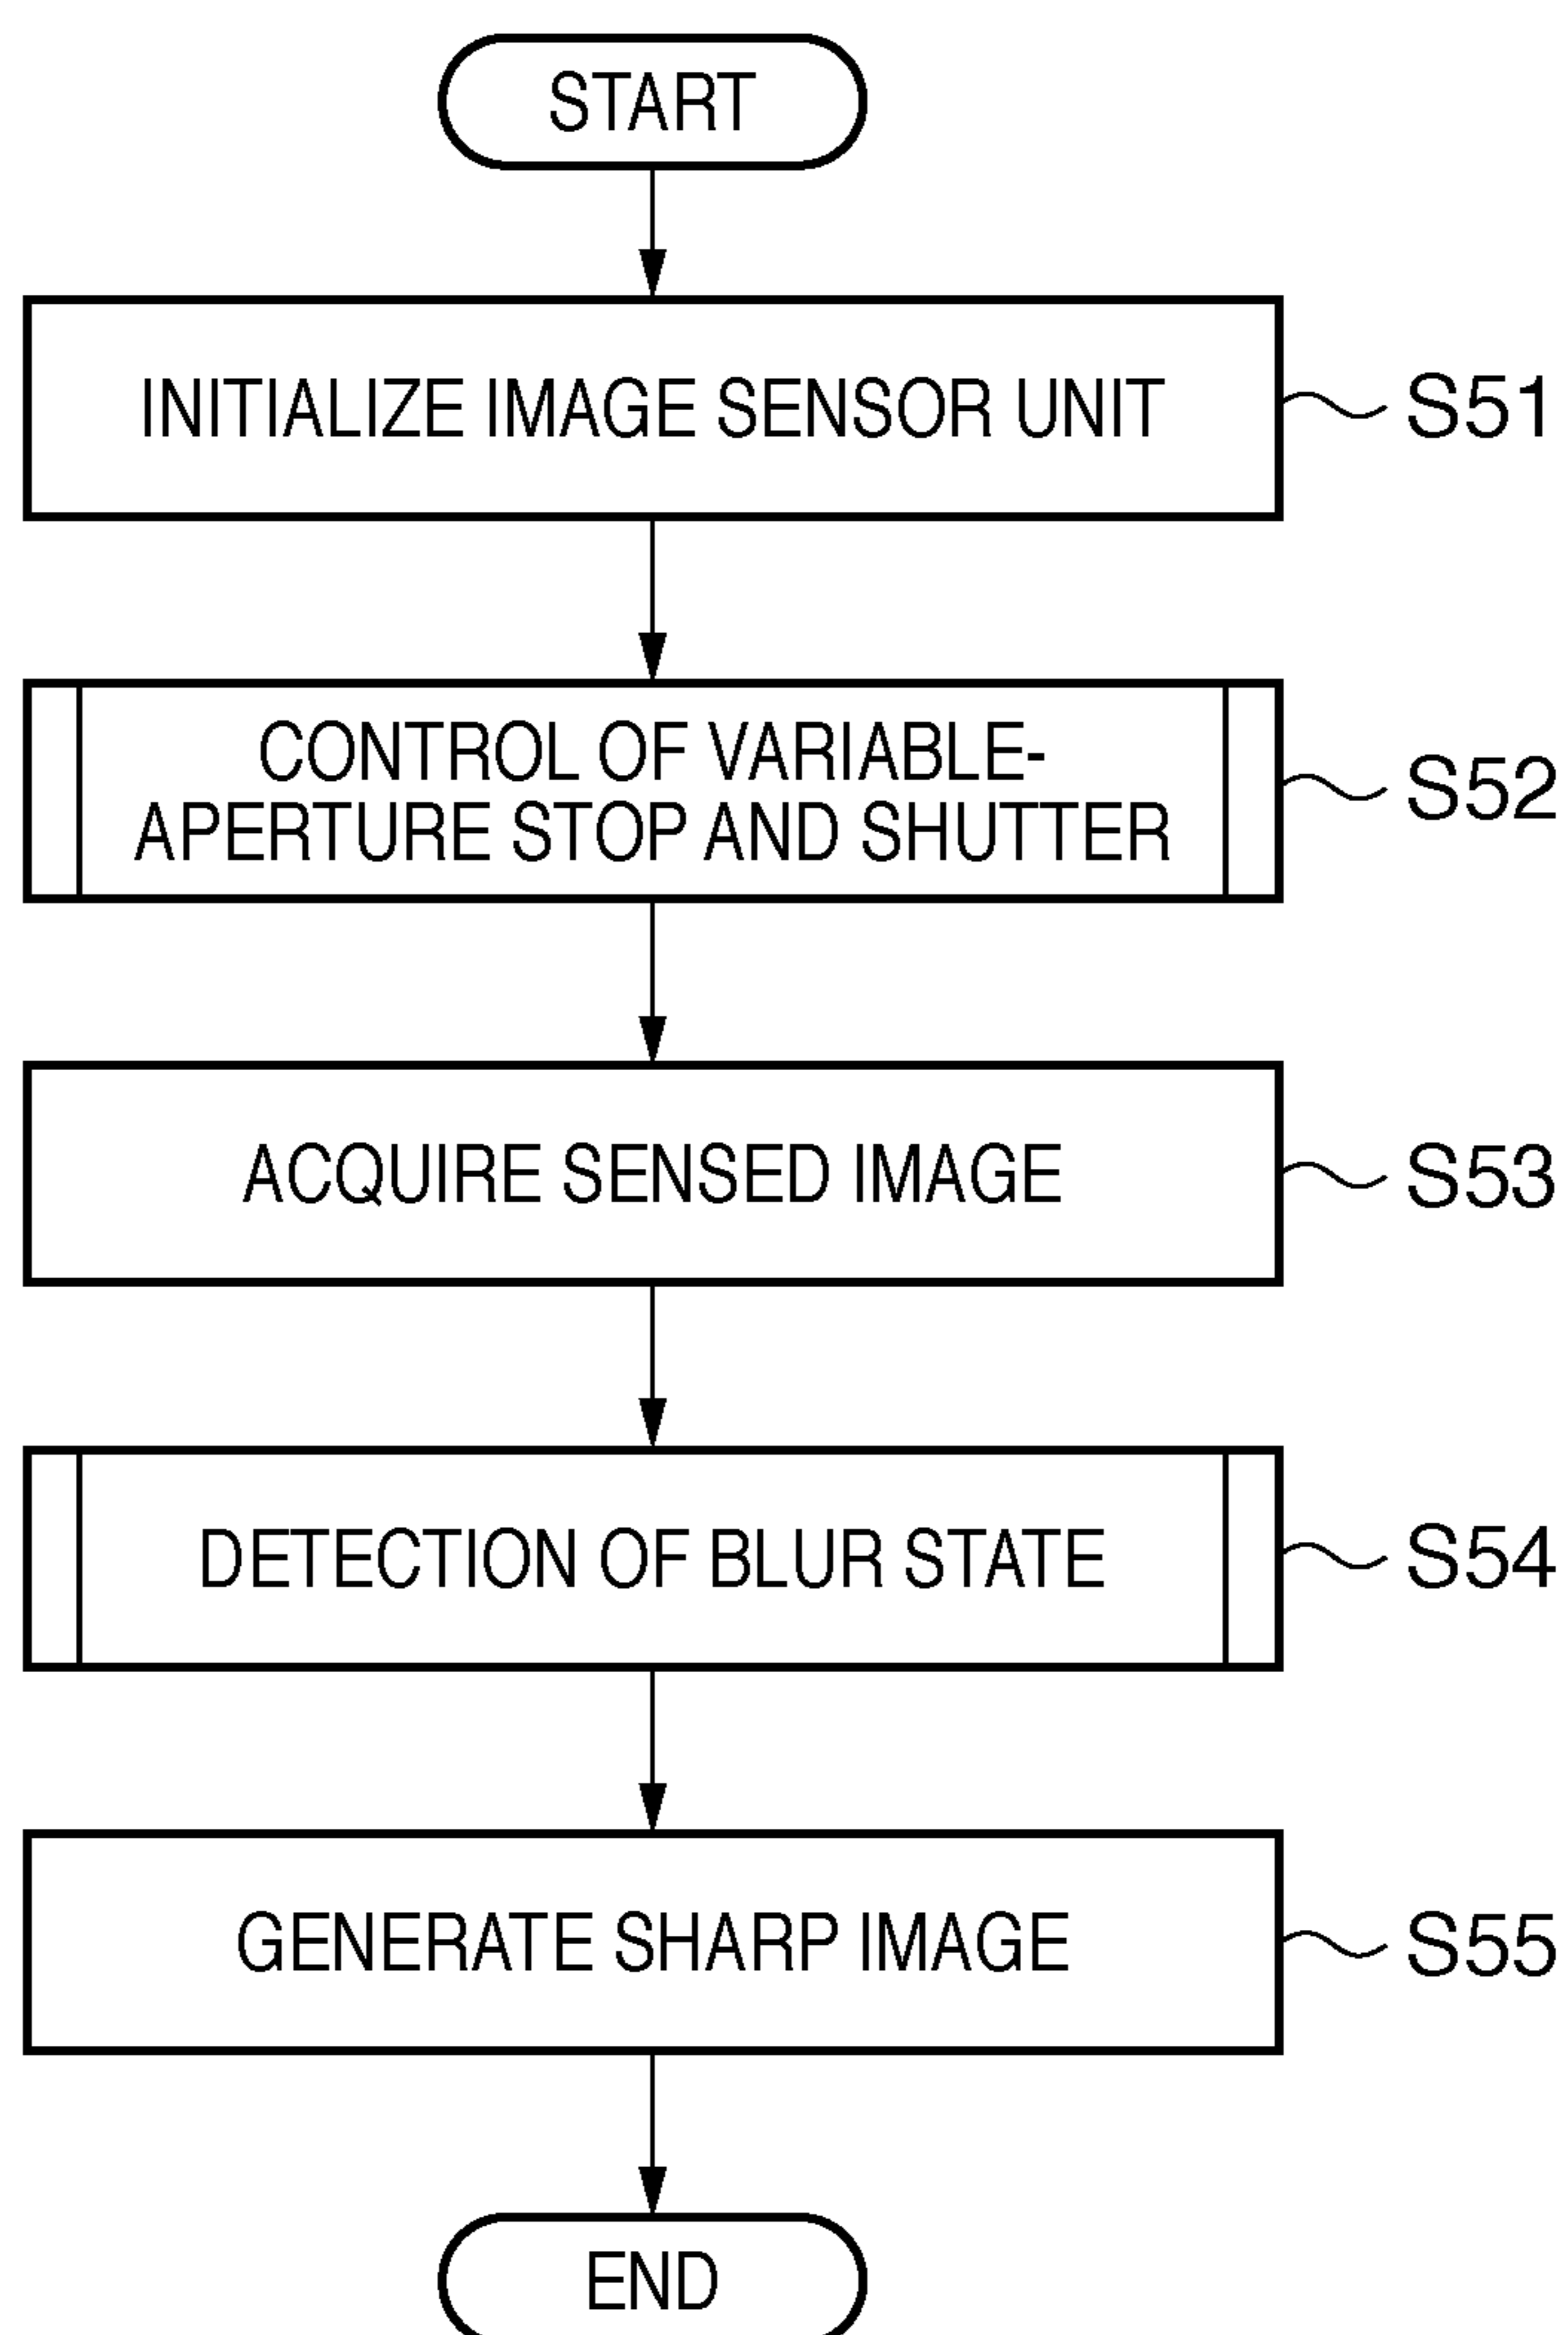 START
INITIALIZE IMAGE SENSOR UNIT
S51
CONTROL OF VARIABLE-
APERTURE STOP AND SHUTTER
S52
ACQUIRE SENSED IMAGE
S53
DETECTION OF BLUR STATE
S54
GENERATE SHARP IMAGE
S55
END